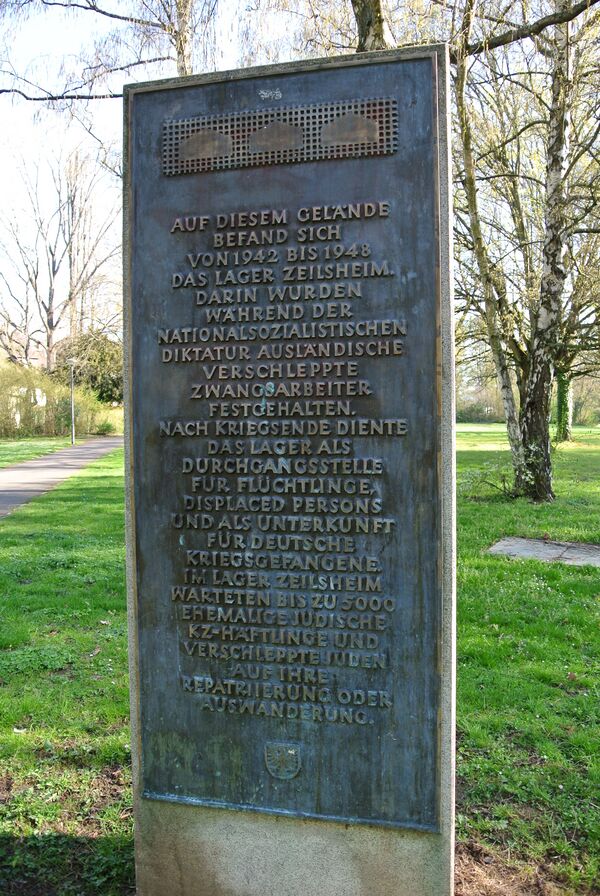 AUF DIESEM GELÄNDE
BEFAND SICH
VON 1942 BIS 1948
DAS LAGER ZEILSHEIM.
DARIN WURDEN
WÄHREND DER
NATIONALSOZIALISTISCHEN
DIKTATUR AUSLÄNDISCHE
VERSCHLEPPTE
ZWANGSARBEITER
FESTGEHALTEN.
NACH KRIEGSENDE DIENTE
DAS LAGER ALS
DURCHGANGSSTELLE
FÜR FLÜCHTLINGE,
DISPLACED PERSONS
UND ALS UNTERKUNFT
FÜR DEUTSCHE
KRIEGSGEFANGENE.
IM LAGER ZEILSHEIM
WARTETEN BIS ZU 5000
EHEMALIGE JÜDISCHE
KZ-HÄFTLINGE UND
VERSCHLEPPTE JUDEN
AUF IHRE
REPATRIIERUNG ODER
AUSWANDERUNG.